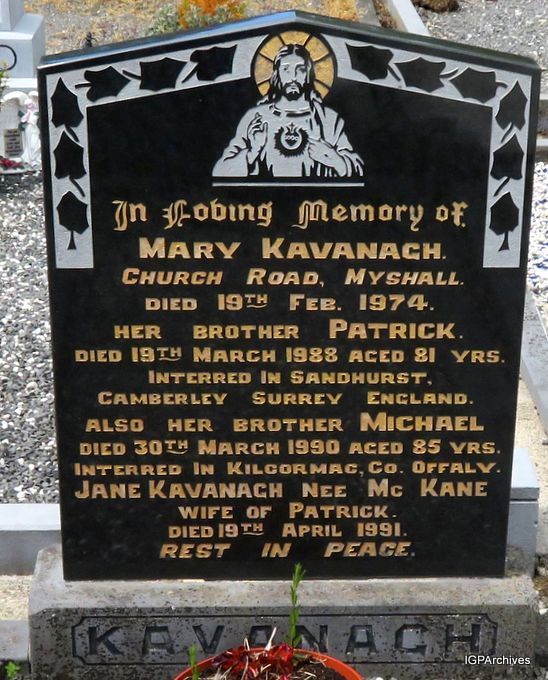 In Loving Memory of
MARY KAVANAGH.
CHURCH ROAD, MYSHALL.
DIED 19TH FEB. 1974.
HER BROTHER PATRICK.
DIED 19TH MARCH 1988 AGED 81 YRS.
INTERRED IN SANDHURST,
CAMBERLEY SURREY ENGLAND.
ALSO HER BROTHER MICHAEL
DIED 30TH MARCH 1990 AGED 85 YRS.
INTERRED IN KILCORMAC, CO. OFFALY.
JANE KAVANAGH NEE MC KANE
WIFE OF PATRICK.
DIED 19TH APRIL 1991.
REST IN PEACE.
KAVANAGH
IGPArchives